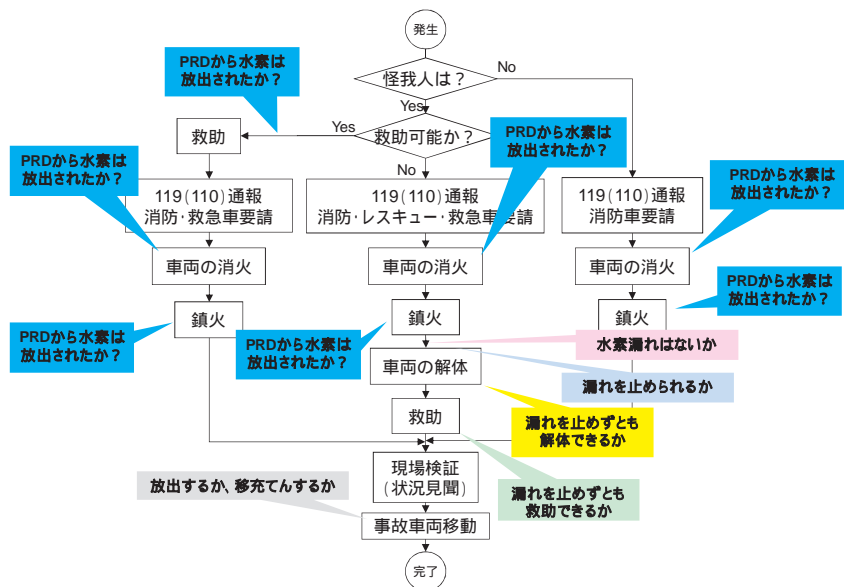 発生
PRDから水素は
放出されたか?
怪我人は?
No
Yes
救助
Yes
救助可能か?
PRDから水素は
放出されたか?
No
PRDから水素は
放出されたか?
PRDから水素は
放出されたか?
119(110)通報
消防・救急車要請
119(110)通報
消防・レスキュー・救急車要請
119(110)通報
消防車要請
車両の消火
車両の消火
車両の消火
PRDから水素は
放出されたか?
鎮火
鎮火
鎮火
PRDから水素は
放出されたか?
PRDから水素は
放出されたか?
水素漏れはないか
車両の解体
漏れを止められるか
救助
漏れを止めずとも
解体できるか
現場検証
(状況見聞)
放出するか、移充てんするか
漏れを止めずとも
救助できるか
事故車両移動
完了